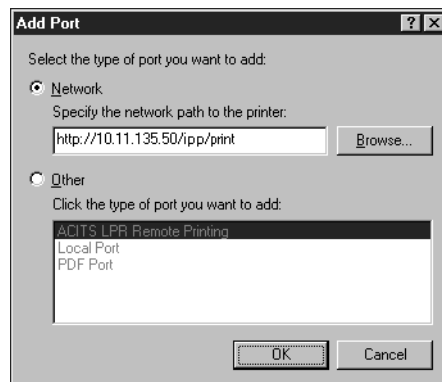 Add Port
Select the type of port you want to add:
Network
Specify the network path to the printer:
http://10.11.135.50/ipp/print
Browse...
Other
Click the type of port you want to add:
ACITS LPR Remote Printing
Local Port
PDF Port
OK
Cancel